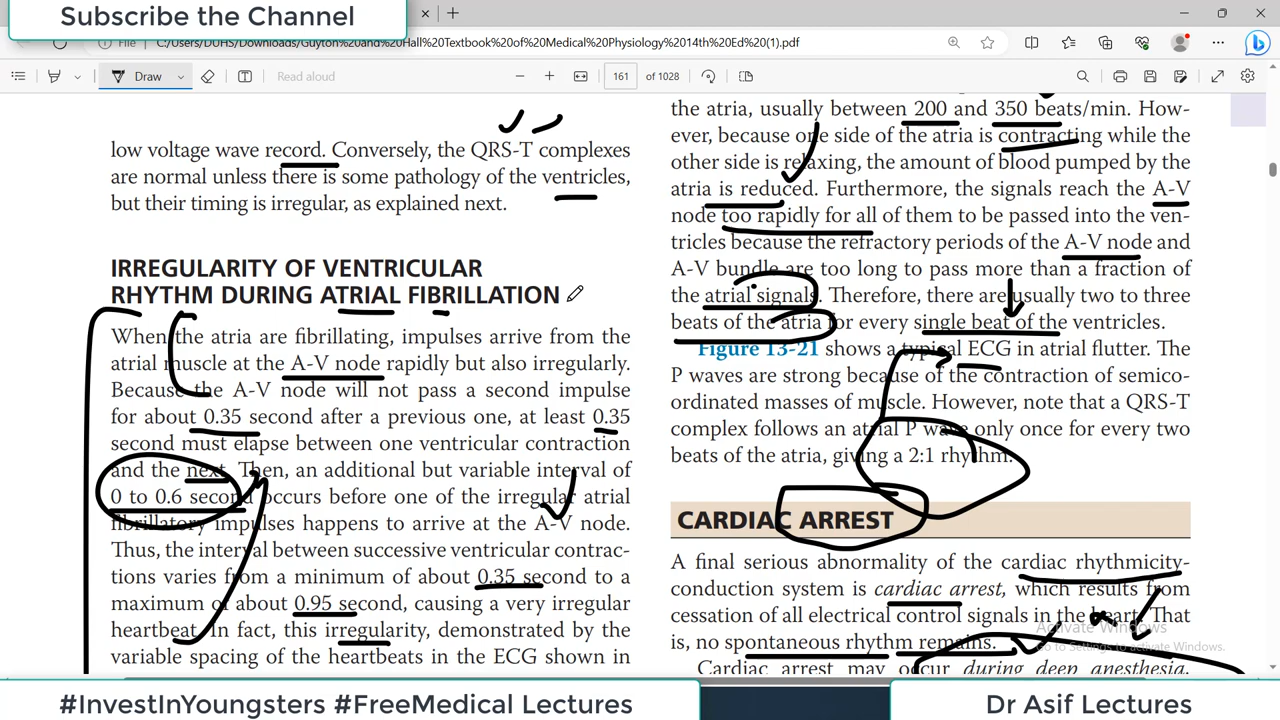 Subscribe the Channel
File
C:/Users/DUHS/Downloads/Guyton%20and%20Hall%20Textbook%20of%20Medical%20Physiology%2014th%20Ed%20(1).pdf
Draw
Read aloud
161 of 1028
low voltage wave record. Conversely, the QRS-T complexes
are normal unless there is some pathology of the ventricles,
but their timing is irregular, as explained next.
IRREGULARITY OF VENTRICULAR
RHYTHM DURING ATRIAL FIBRILLATION
When the atria are fibrillating, impulses arrive from the
atrial muscle at the A-V node rapidly but also irregularly.
Because the A-V node will not pass a second impulse
for about 0.35 second after a previous one, at least 0.35
second must elapse between one ventricular contraction
and the next. Then, an additional but variable interval of
0 to 0.6 second occurs before one of the irregular atrial
fibrillatory impulses happens to arrive at the A-V node.
Thus, the interval between successive ventricular contrac-
tions varies from a minimum of about 0.35 second to a
maximum of about 0.95 second, causing a very irregular
heartbeat. In fact, this irregularity, demonstrated by the
variable spacing of the heartbeats in the ECG shown in
the atria, usually between 200 and 350 beats/min. How-
ever, because one side of the atria is contracting while the
other side is relaxing, the amount of blood pumped by the
atria is reduced. Furthermore, the signals reach the A-V
node too rapidly for all of them to be passed into the ven-
tricles because the refractory periods of the A-V node and
A-V bundle are too long to pass more than a fraction of
the atrial signals. Therefore, there are usually two to three
beats of the atria for every single beat of the ventricles.
Figure 13-21 shows a typical ECG in atrial flutter. The
P waves are strong because of the contraction of semico-
ordinated masses of muscle. However, note that a QRS-T
complex follows an atrial P wave only once for every two
beats of the atria, giving a 2:1 rhythm.
CARDIAC ARREST
A final serious abnormality of the cardiac rhythmicity-
conduction system is cardiac arrest, which results from
cessation of all electrical control signals in the heart. That
is, no spontaneous rhythm remains.
Cardiac arrest may occur during deep anesthesia,
Activate Windows
Go to Settings to activate Windows.
#InvestInYoungsters #FreeMedical Lectures
Dr Asif Lectures